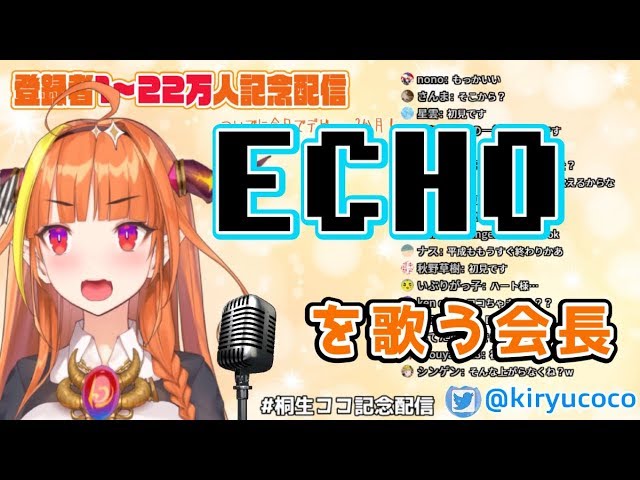 登録者1~22万人記念配信
ECHO
を歌う会長
#桐生ココ記念配信
@kiryucoco
nono: もっかいい
さんま: そこから?
星雲: 初見です
ナス: 平成ももうすぐ終わりかあ
秋野草樹: 初見です
いぶりがっ子: ハート様…
シンゲン: そんな上がらなくね?w